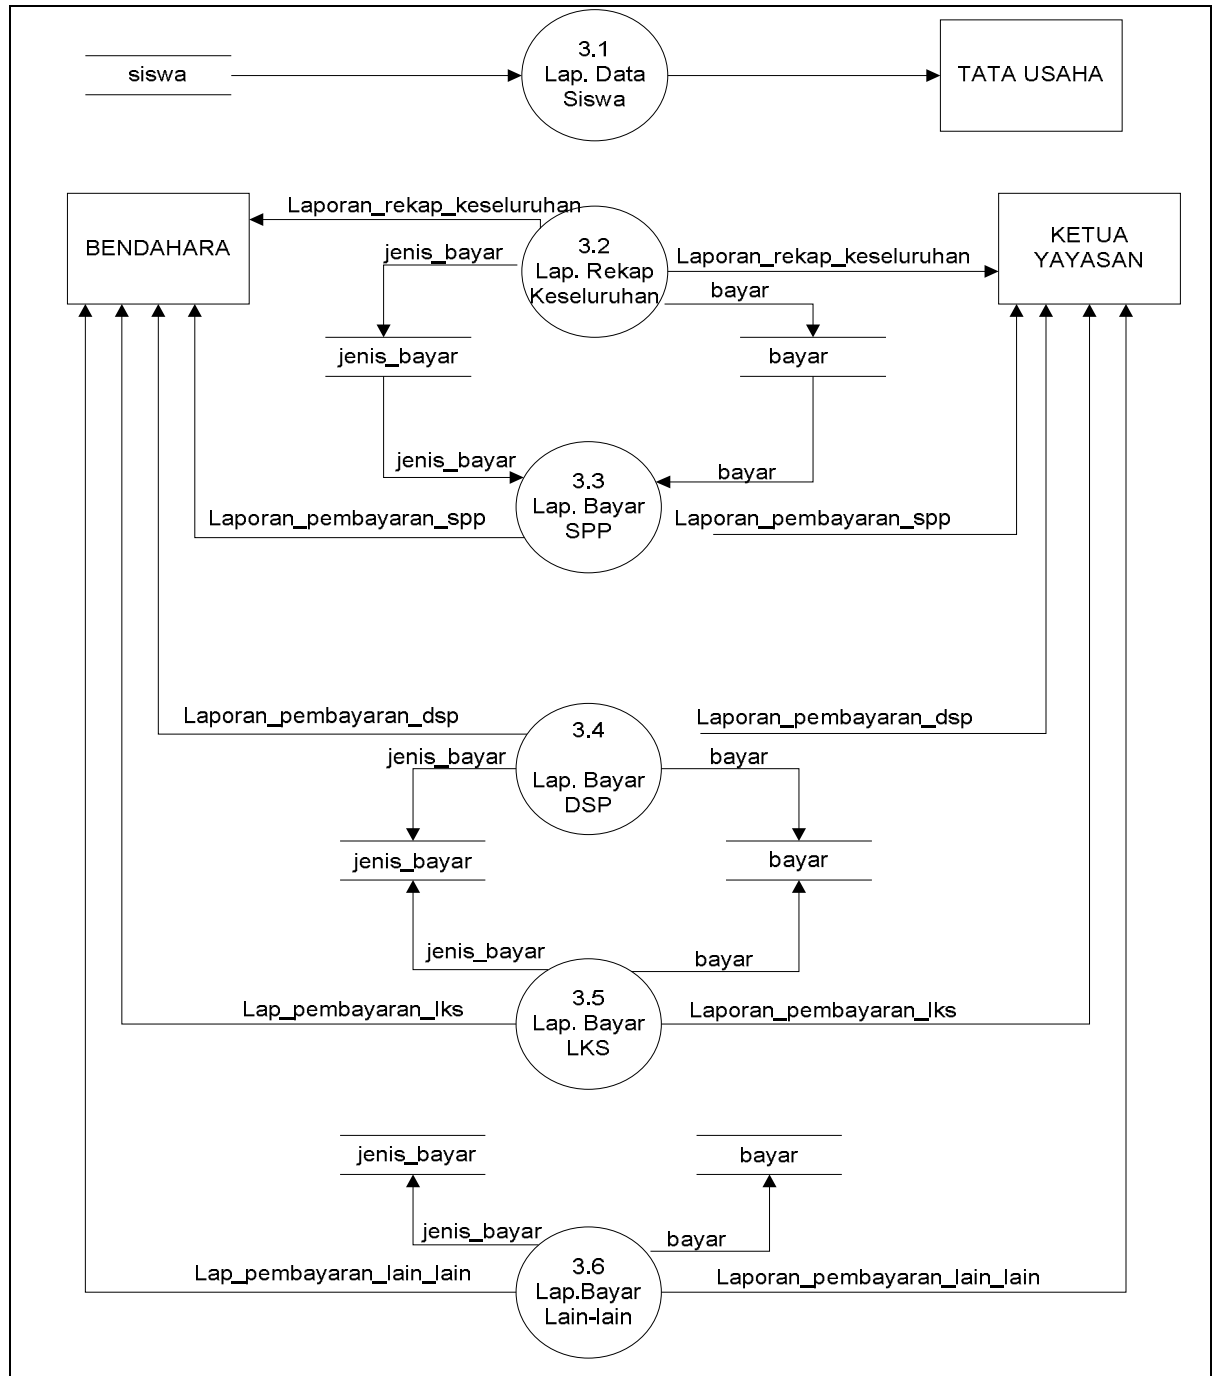 3.1
Lap. Data
Siswa
siswa
TATA USAHA
Laporan_rekap_keseluruhan
BENDAHARA
jenis_bayar
3.2
Lap. Rekap
Keseluruhan
Laporan_rekap_keseluruhan
bayar
KETUA
YAYASAN
jenis_bayar
bayar
jenis_bayar
3.3
Lap. Bayar
SPP
bayar
Laporan_pembayaran_spp
Laporan_pembayaran_spp
Laporan_pembayaran_dsp
3.4
Lap. Bayar
DSP
Laporan_pembayaran_dsp
jenis_bayar
bayar
jenis_bayar
bayar
jenis_bayar
bayar
Lap_pembayaran_lks
3.5
Lap. Bayar
LKS
Laporan_pembayaran_lks
jenis_bayar
bayar
jenis_bayar
bayar
Lap_pembayaran_lain_lain
3.6
Lap.Bayar
Lain-lain
Laporan_pembayaran_lain_lain